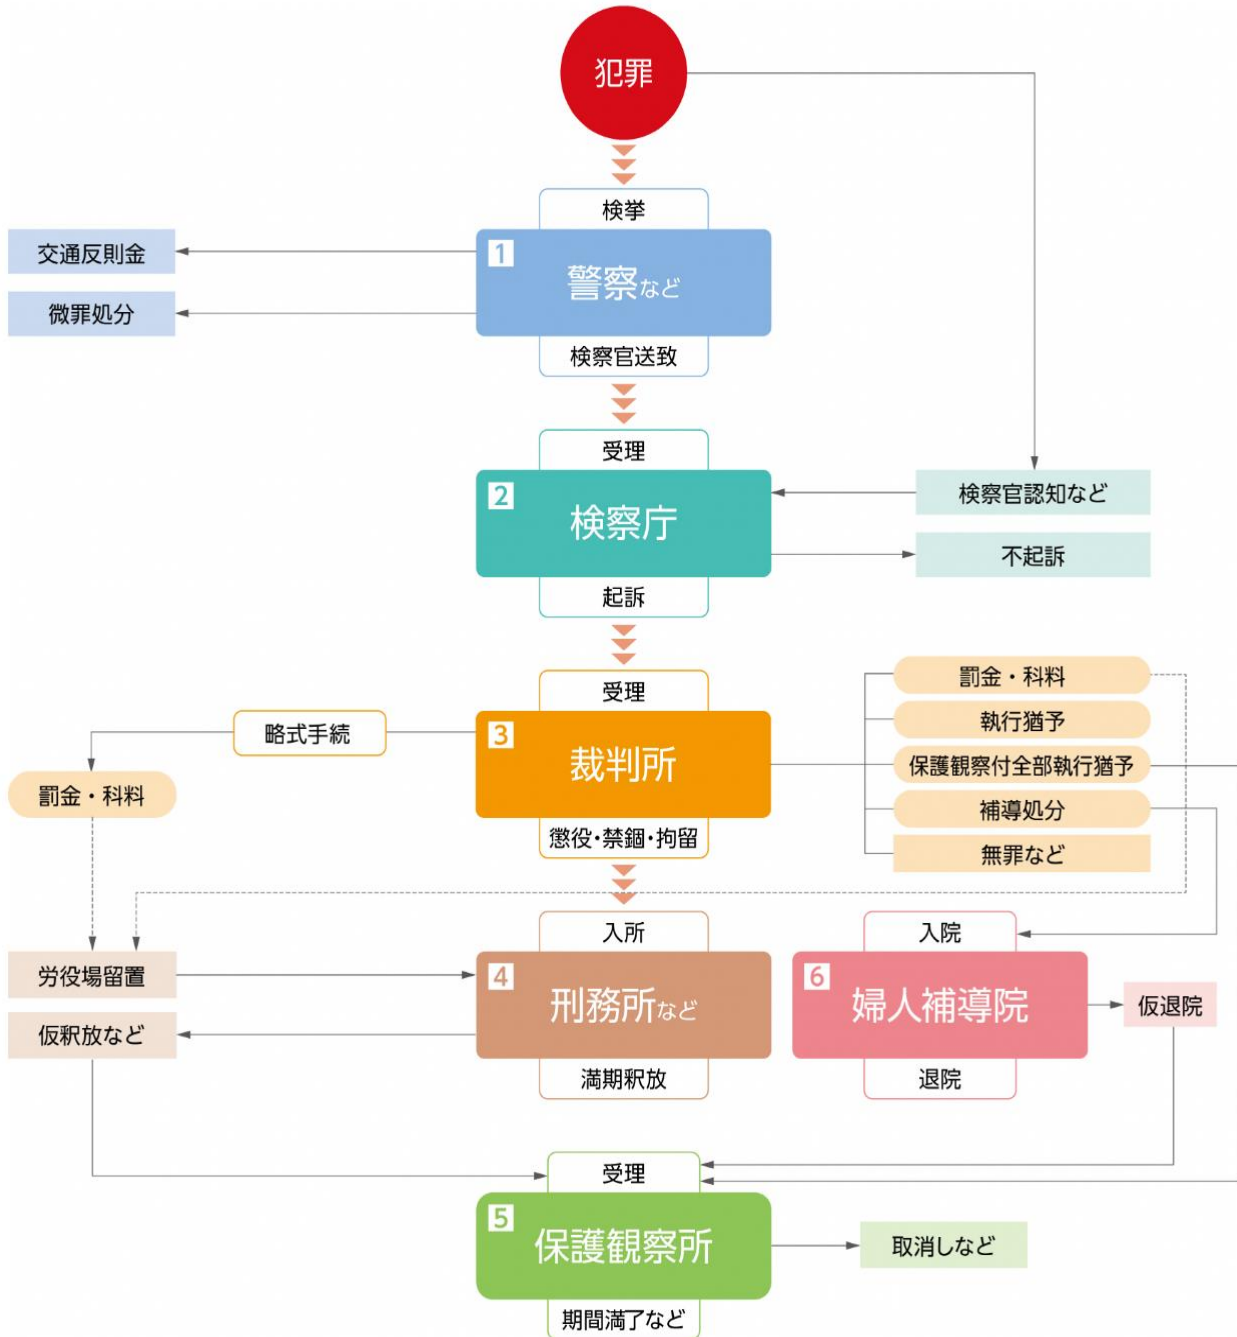 犯罪
検挙
1
警察など
交通反則金
微罪処分
検察官送致
受理
2
検察庁
検察官認知など
不起訴
起訴
受理
3
裁判所
略式手続
罰金・科料
罰金・科料
執行猶予
保護観察付全部執行猶予
補導処分
無罪など
懲役・禁錮・拘留
入所
4
刑務所など
労役場留置
仮釈放など
満期釈放
入院
6
婦人補導院
仮退院
退院
受理
5
保護観察所
取消しなど
期間満了など